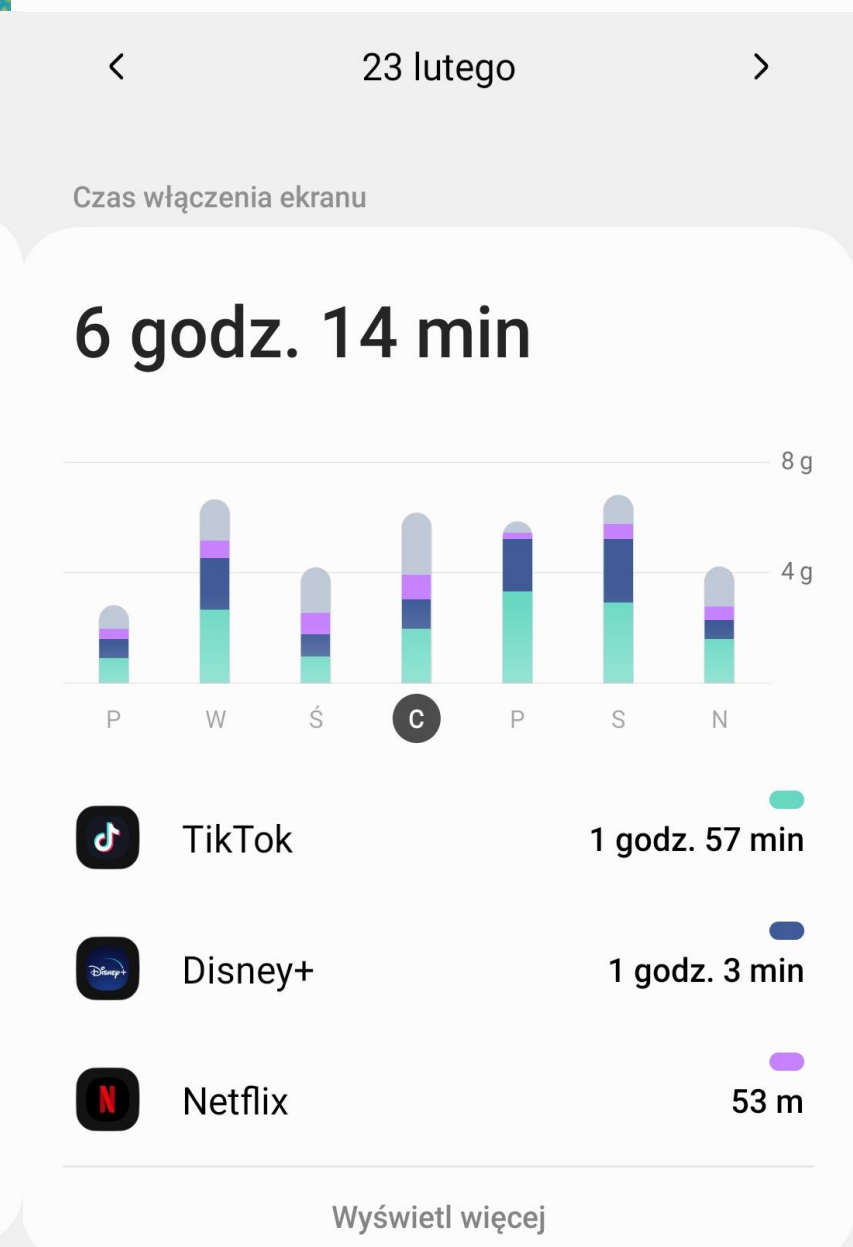 23 lutego
Czas włączenia ekranu
6 godz. 14 min
8 g
4 g
P W Ś C P S N
TikTok 1 godz. 57 min
Disney+
Disney+ 1 godz. 3 min
N
Netflix 53 m
Wyświetl więcej